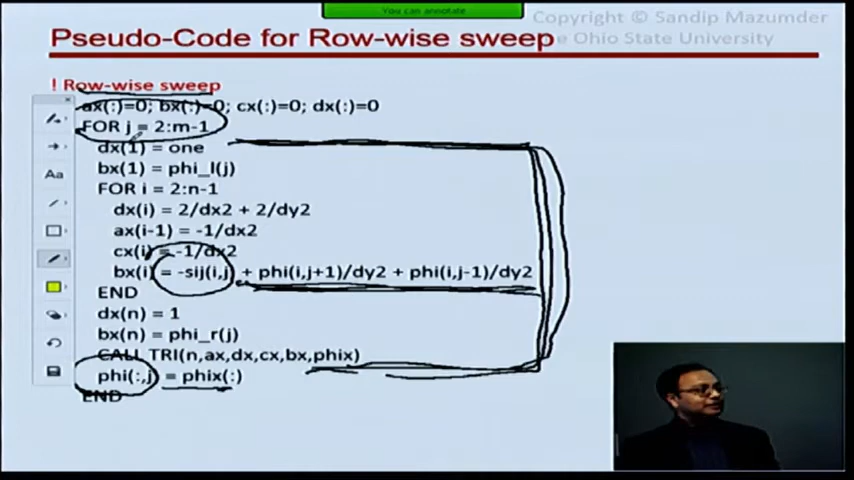 You can annotate
Copyright © Sandip Mazumder
e Ohio State University
Pseudo-Code for Row-wise sweep
! Row-wise sweep
ax(:)=0; bx(:)=0; cx(:)=0; dx(:)=0
FOR j = 2:m-1
dx(1) = one
bx(1) = phi_l(j)
FOR i = 2:n-1
dx(i) = 2/dx2 + 2/dy2
ax(i-1) = -1/dx2
cx(i) = -1/dx2
bx(i) = -sij(i,j) + phi(i,j+1)/dy2 + phi(i,j-1)/dy2
END
dx(n) = 1
bx(n) = phi_r(j)
CALL TRI(n,ax,dx,cx,bx,phix)
phi(:,j) = phix(:)
END
Aa